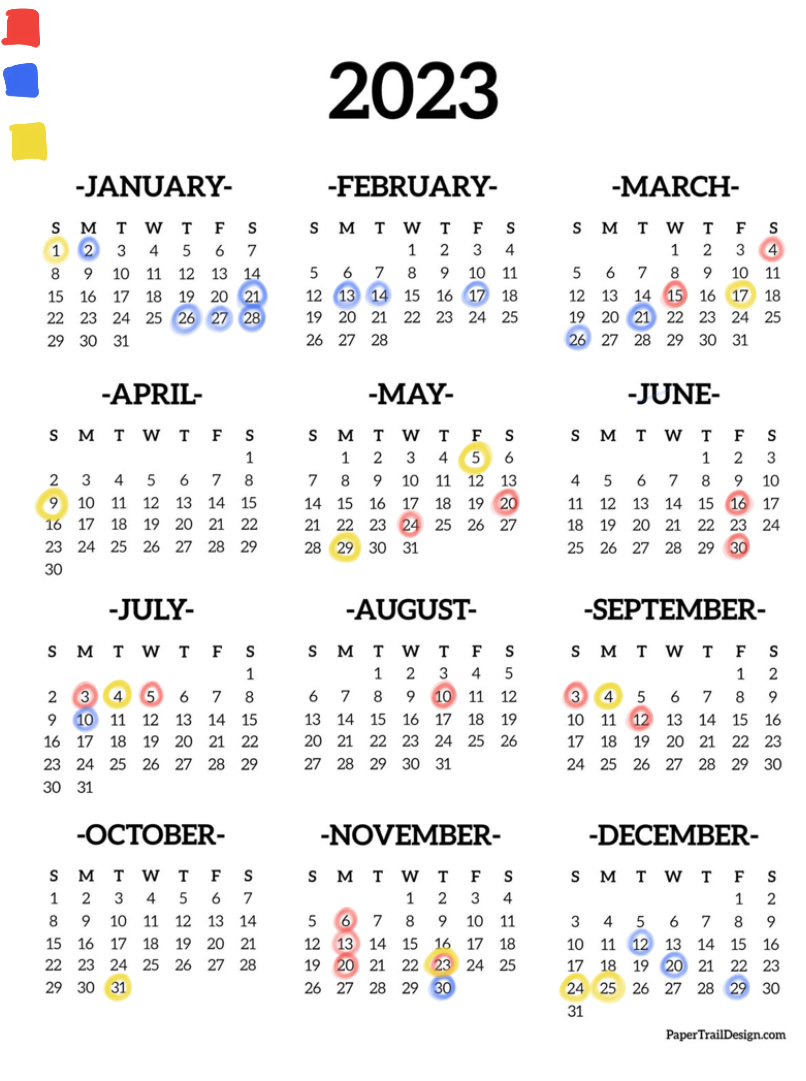 2023
-JANUARY-
S M T W T F S
1 2 3 4 5 6 7
8 9 10 11 12 13 14
15 16 17 18 19 20 21
22 23 24 25 26 27 28
29 30 31
-FEBRUARY-
S M T W T F S
1 2 3 4
5 6 7 8 9 10 11
12 13 14 15 16 17 18
19 20 21 22 23 24 25
26 27 28
-MARCH-
S M T W T F S
1 2 3 4
5 6 7 8 9 10 11
12 13 14 15 16 17 18
19 20 21 22 23 24 25
26 27 28 29 30 31
-APRIL-
S M T W T F S
1
2 3 4 5 6 7 8
9 10 11 12 13 14 15
16 17 18 19 20 21 22
23 24 25 26 27 28 29
30
-MAY-
S M T W T F S
1 2 3 4 5 6
7 8 9 10 11 12 13
14 15 16 17 18 19 20
21 22 23 24 25 26 27
28 29 30 31
-JUNE-
S M T W T F S
1 2 3
4 5 6 7 8 9 10
11 12 13 14 15 16 17
18 19 20 21 22 23 24
25 26 27 28 29 30
-JULY-
S M T W T F S
1
2 3 4 5 6 7 8
9 10 11 12 13 14 15
16 17 18 19 20 21 22
23 24 25 26 27 28 29
30 31
-AUGUST-
S M T W T F S
1 2 3 4 5
6 7 8 9 10 11 12
13 14 15 16 17 18 19
20 21 22 23 24 25 26
27 28 29 30 31
-SEPTEMBER-
S M T W T F S
1 2
3 4 5 6 7 8 9
10 11 12 13 14 15 16
17 18 19 20 21 22 23
24 25 26 27 28 29 30
-OCTOBER-
S M T W T F S
1 2 3 4 5 6 7
8 9 10 11 12 13 14
15 16 17 18 19 20 21
22 23 24 25 26 27 28
29 30 31
-NOVEMBER-
S M T W T F S
1 2 3 4
5 6 7 8 9 10 11
12 13 14 15 16 17 18
19 20 21 22 23 24 25
26 27 28 29 30
-DECEMBER-
S M T W T F S
1 2
3 4 5 6 7 8 9
10 11 12 13 14 15 16
17 18 19 20 21 22 23
24 25 26 27 28 29 30
31
PaperTrailDesign.com